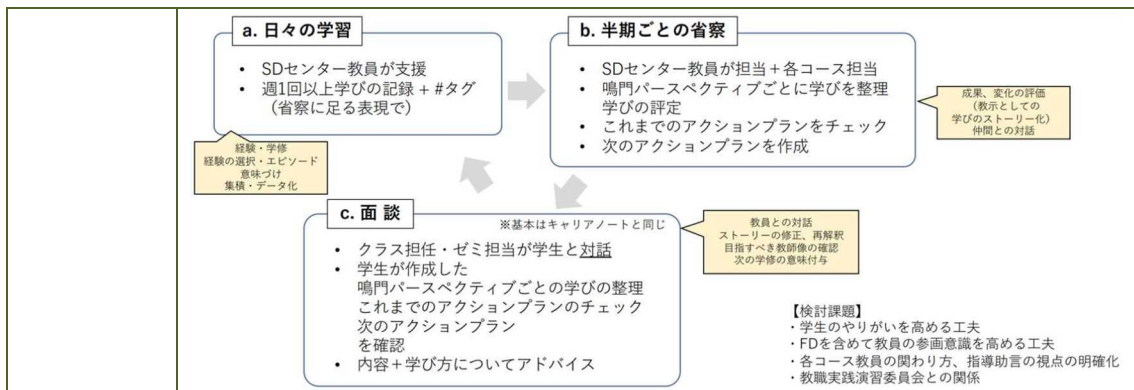 a. 日々の学習
• SDセンター教員が支援
• 週1回以上学びの記録 + #タグ
（省察に足る表現で）
経験・学修
経験の選択・エピソード
意味づけ
集積・データ化
b. 半期ごとの省察
• SDセンター教員が担当＋各コース担当
• 鳴門パースペクティブごとに学びを整理
学びの評定
• これまでのアクションプランをチェック
• 次のアクションプランを作成
成果、変化の評価
（教示としての
学びのストーリー化）
仲間との対話
c. 面 談
※基本はキャリアノートと同じ
• クラス担任・ゼミ担当が学生と対話
• 学生が作成した
鳴門パースペクティブごとの学びの整理
これまでのアクションプランのチェック
次のアクションプラン
を確認
• 内容＋学び方についてアドバイス
教員との対話
ストーリーの修正、再解釈
目指すべき教師像の確認
次の学修の意味付与
【検討課題】
・学生のやりがいを高める工夫
・FDを含めて教員の参画意識を高める工夫
・各コース教員の関わり方、指導助言の視点の明確化
・教職実践演習委員会との関係